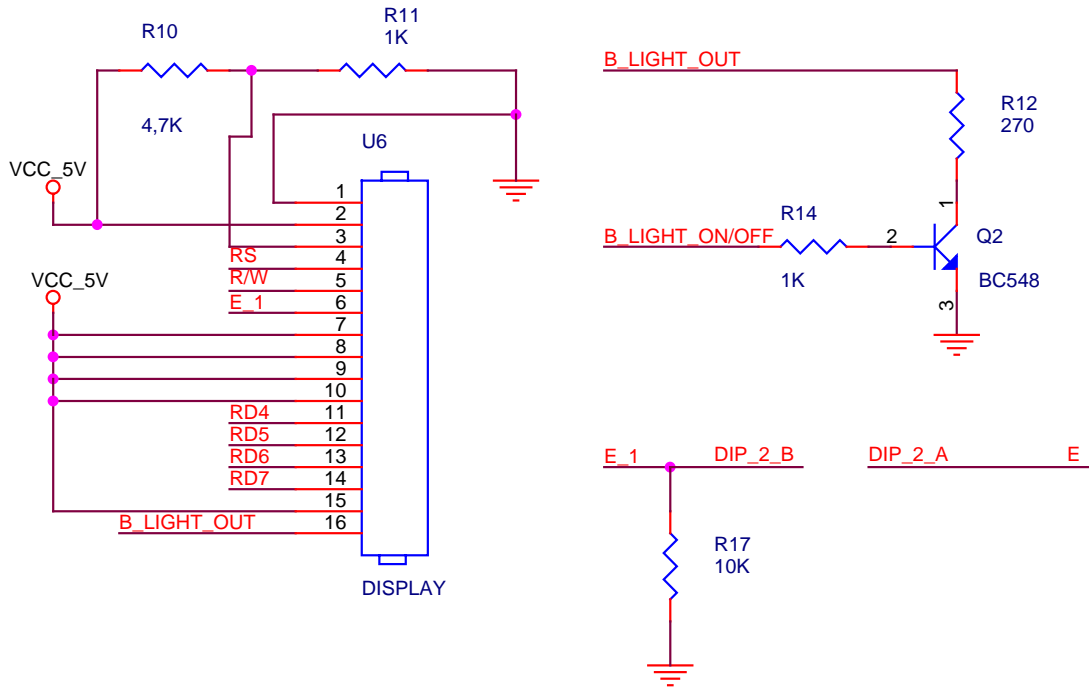 R10
R11
1K
4,7K
U6
VCC_5V
1
2
3
RS 4
R/W 5
E_1 6
VCC_5V
7
8
9
10
RD4 11
RD5 12
RD6 13
RD7 14
15
B_LIGHT_OUT 16
DISPLAY
B_LIGHT_OUT
R12
270
1
B_LIGHT_ON/OFF
R14
1K
2
Q2
BC548
3
E_1 DIP_2_B DIP_2_A E
R17
10K